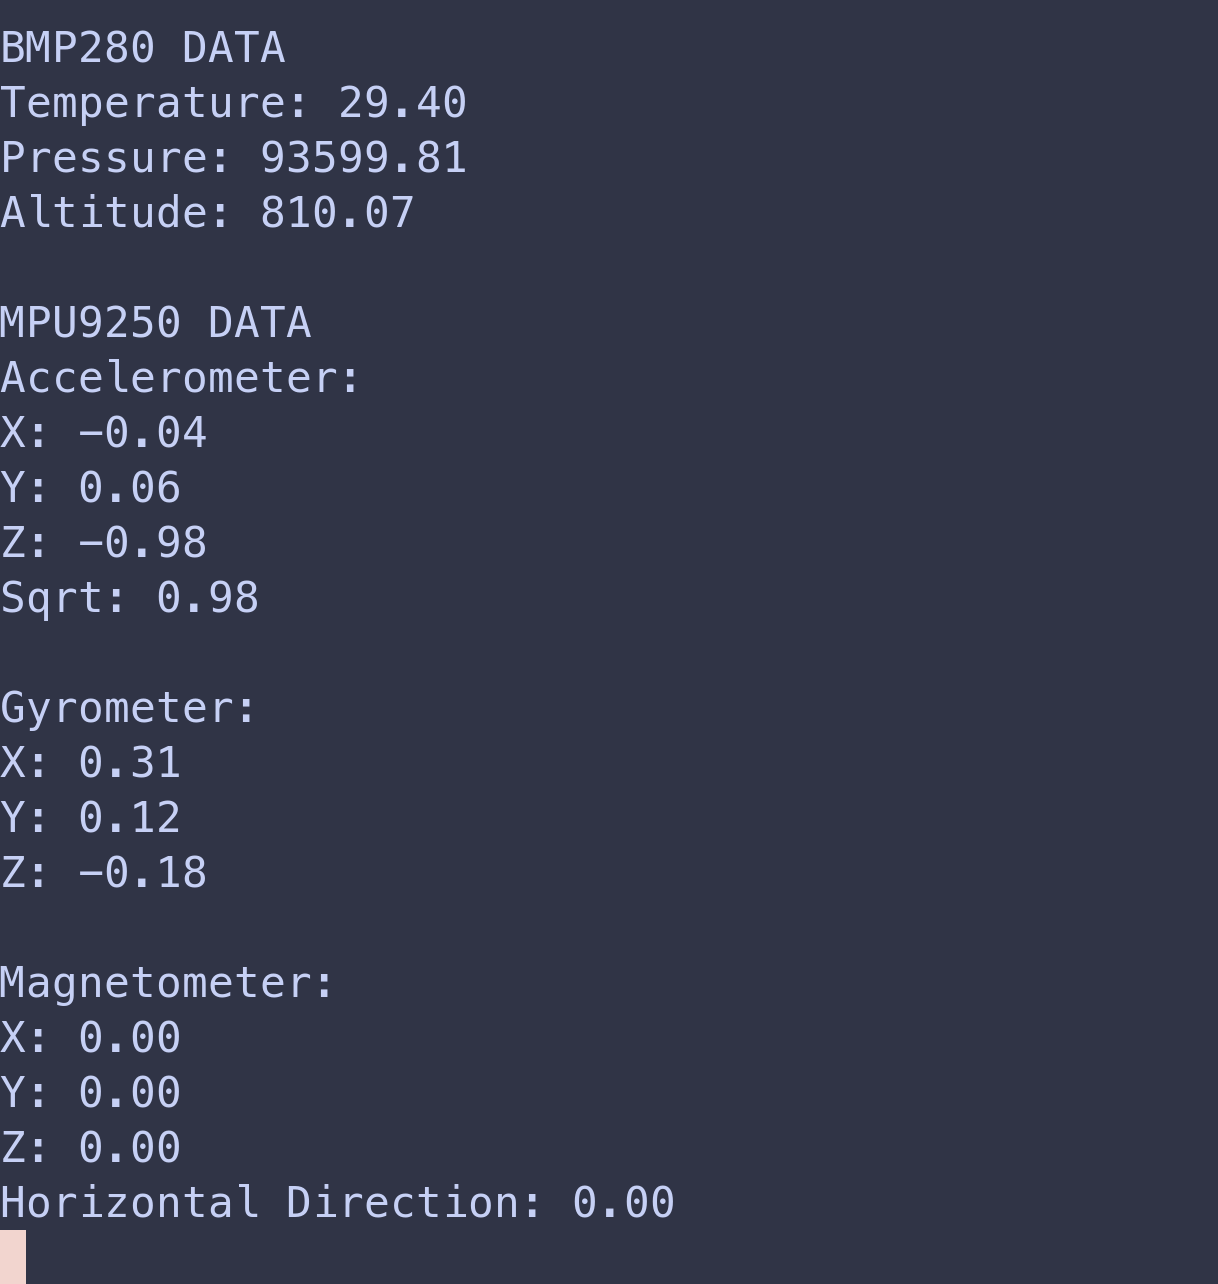 BMP280 DATA
Temperature: 29.40
Pressure: 93599.81
Altitude: 810.07
MPU9250 DATA
Accelerometer:
X: -0.04
Y: 0.06
Z: -0.98
Sqrt: 0.98
Gyrometer:
X: 0.31
Y: 0.12
Z: -0.18
Magnetometer:
X: 0.00
Y: 0.00
Z: 0.00
Horizontal Direction: 0.00